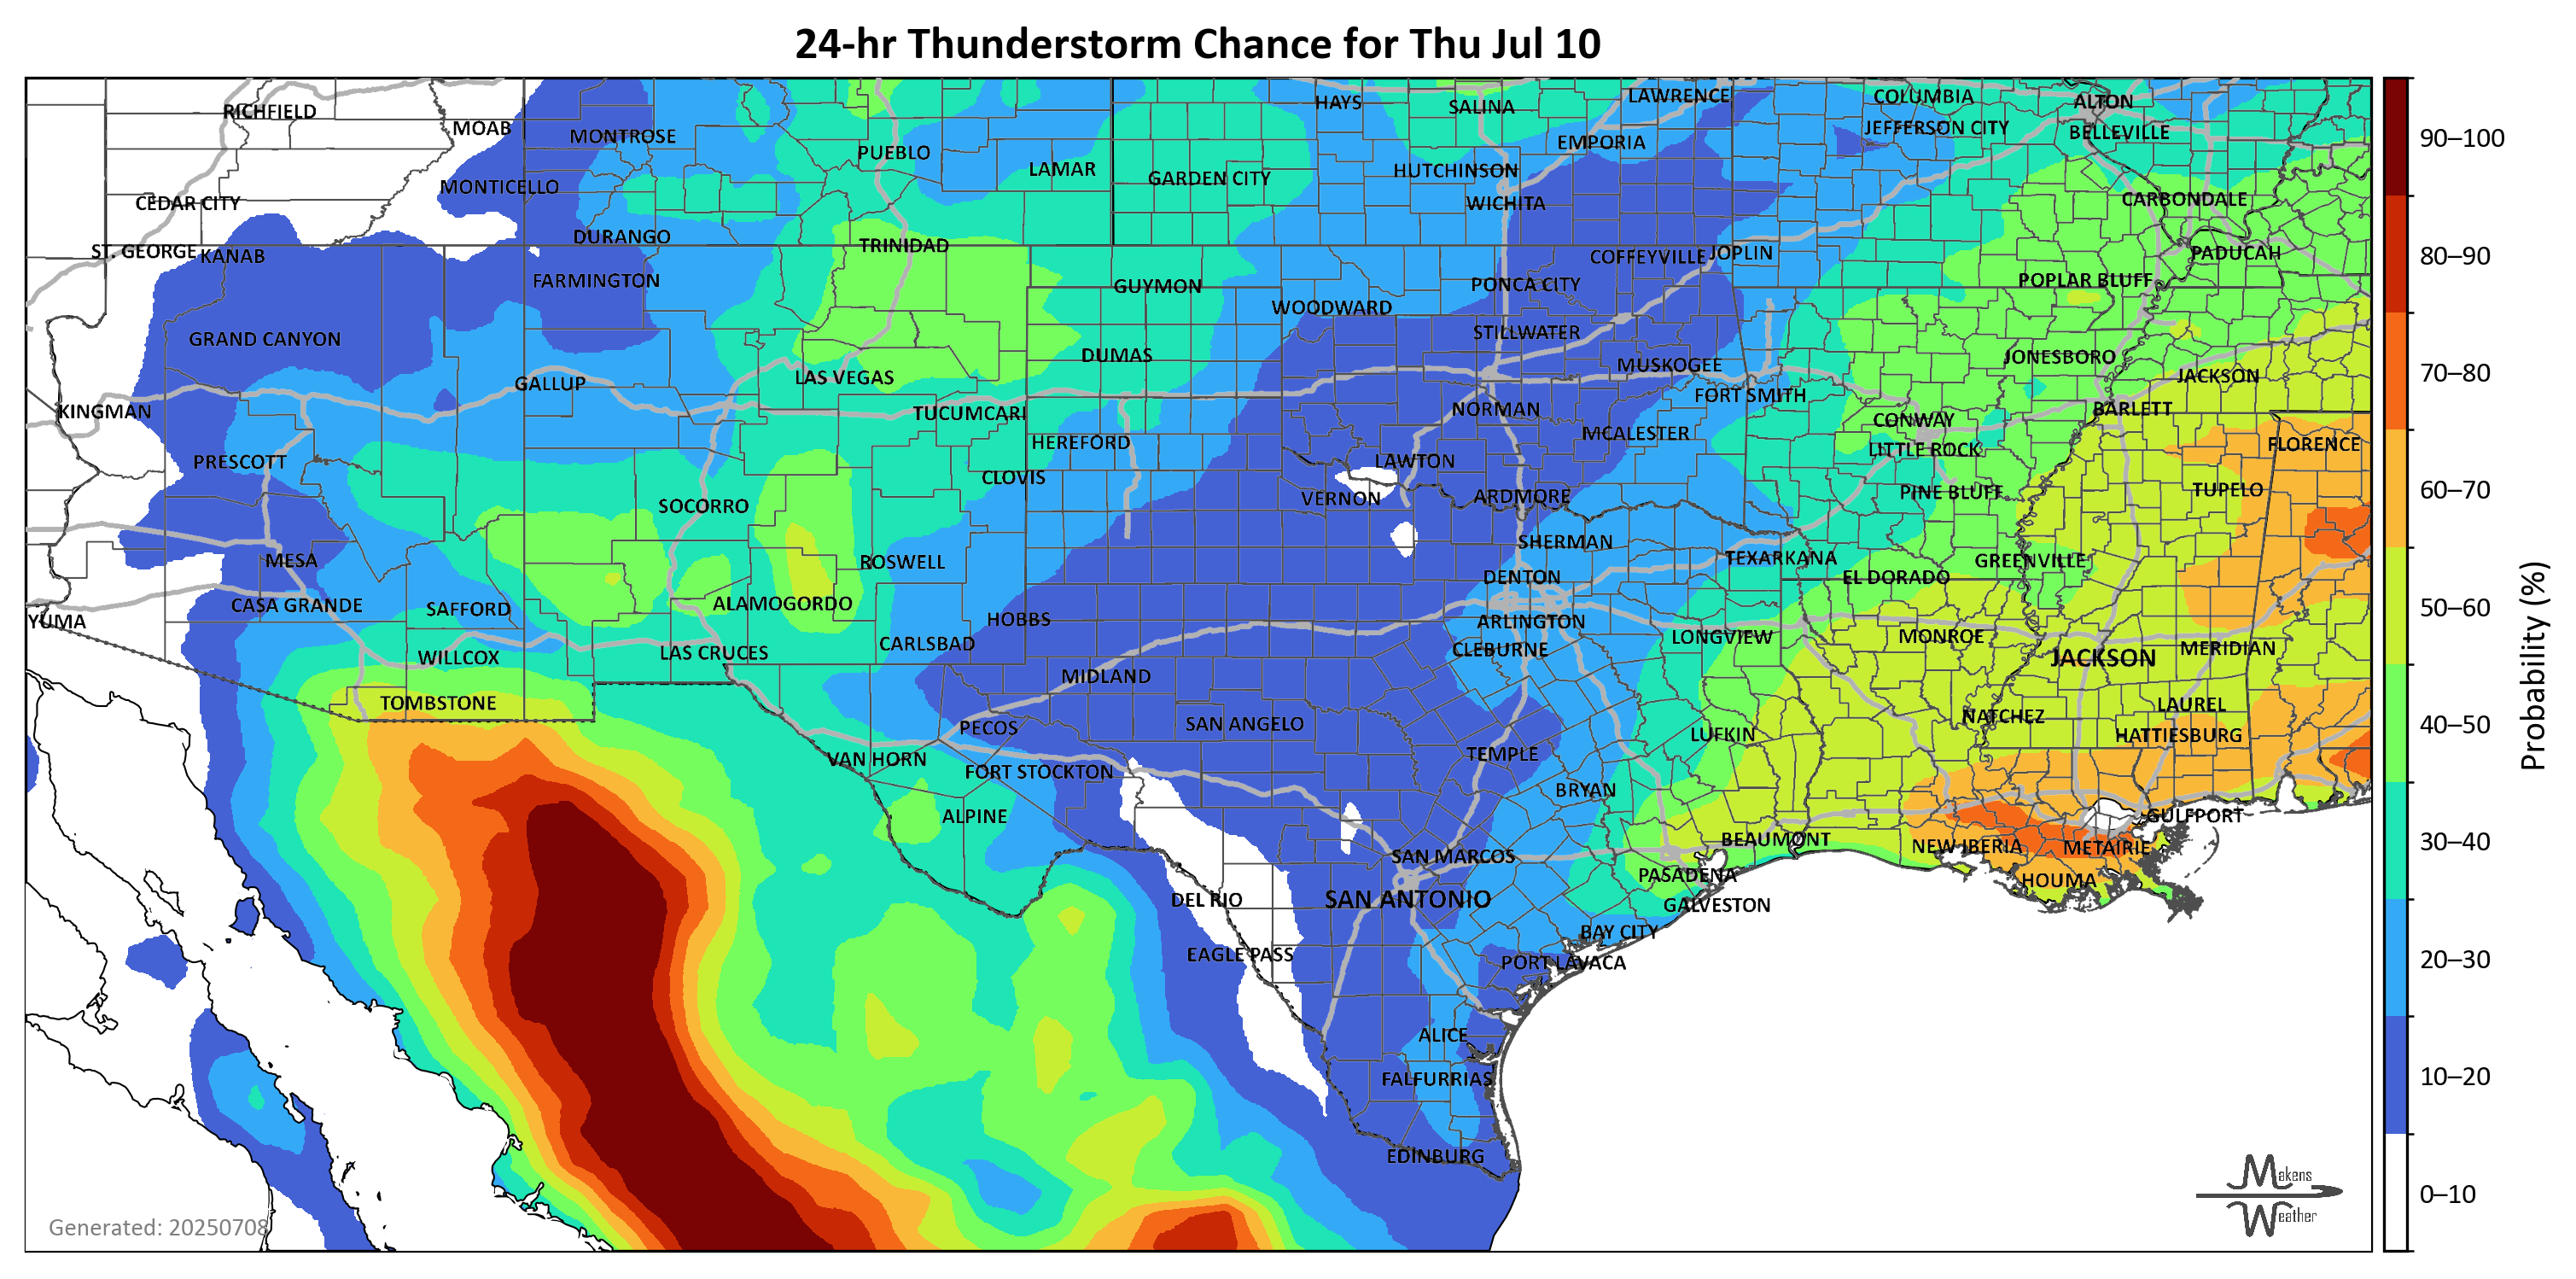 24-hr Thunderstorm Chance for Thu Jul 10
RICHFIELD
MOAB
MONTROSE
PUEBLO
LAMAR
GARDEN CITY
HAYS
SALINA
LAWRENCE
COLUMBIA
ALTON
JEFFERSON CITY
BELLEVILLE
EMPORIA
HUTCHINSON
WICHITA
CEDAR CITY
MONTICELLO
CARBONDALE
ST. GEORGE
KANAB
DURANGO
TRINIDAD
COFFEYVILLE
JOPLIN
PADUCAH
FARMINGTON
GUYMON
WOODWARD
PONCA CITY
POPLAR BLUFF
GRAND CANYON
DUMAS
STILLWATER
MUSKOGEE
JONESBORO
GALLUP
LAS VEGAS
JACKSON
KINGMAN
TUCUMCARI
NORMAN
FORT SMITH
BARLETT
CONWAY
HEREFORD
MCALESTER
LITTLE ROCK
FLORENCE
PRESCOTT
CLOVIS
LAWTON
SOCORRO
VERNON
ARDMORE
PINE BLUFF
TUPELO
MESA
ROSWELL
SHERMAN
TEXARKANA
GREENVILLE
CASA GRANDE
SAFFORD
ALAMOGORDO
DENTON
EL DORADO
YUMA
HOBBS
ARLINGTON
WILLCOX
LAS CRUCES
CARLSBAD
CLEBURNE
LONGVIEW
MONROE
JACKSON
MERIDIAN
TOMBSTONE
MIDLAND
PECOS
SAN ANGELO
NATCHEZ
LAUREL
VAN HORN
FORT STOCKTON
TEMPLE
LUFKIN
HATTIESBURG
ALPINE
BRYAN
GULFPORT
SAN MARCOS
BEAUMONT
NEW IBERIA
METAIRIE
DEL RIO
SAN ANTONIO
PASADENA
GALVESTON
HOUMA
EAGLE PASS
BAY CITY
PORT LAVACA
ALICE
FALFURRIAS
EDINBURG
Generated: 20250708
Makens
Weather
90–100
80–90
70–80
60–70
50–60
40–50
30–40
20–30
10–20
0–10
Probability (%)